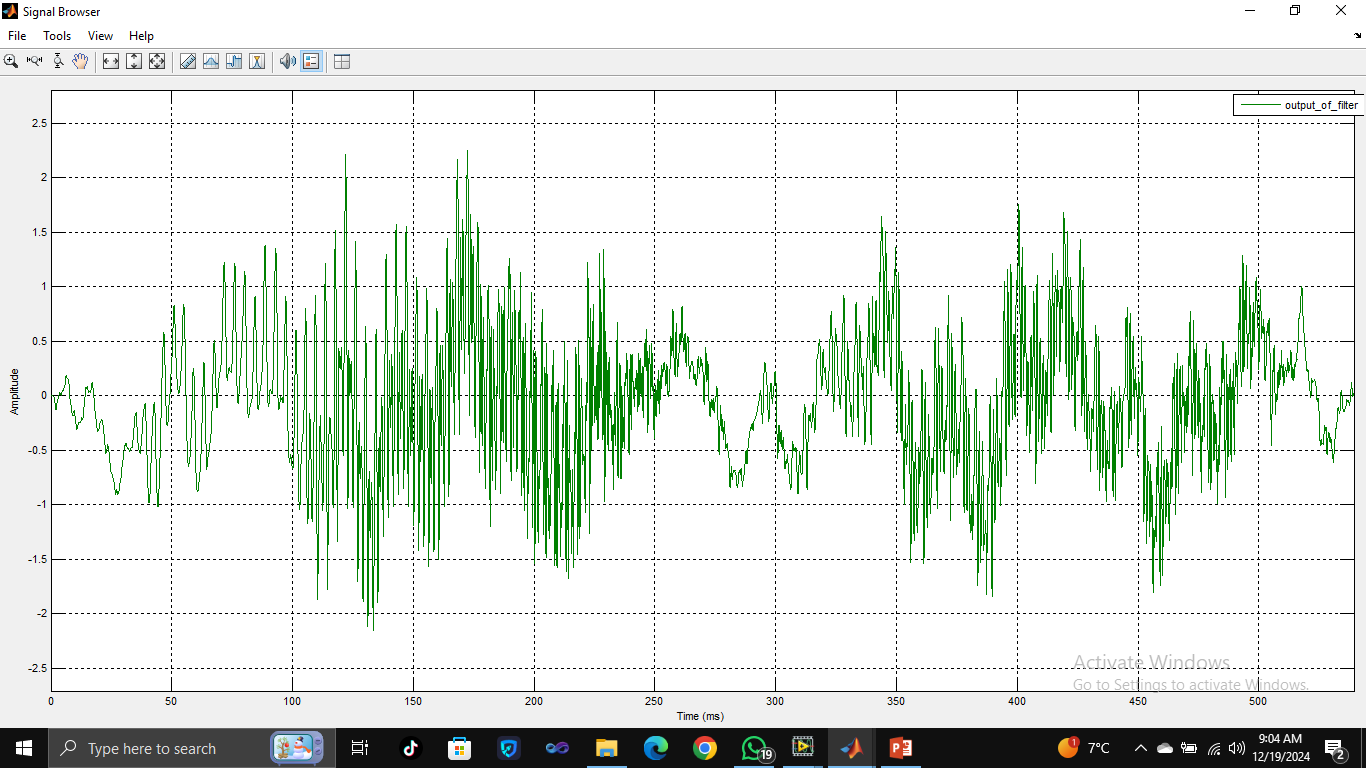 Signal Browser
File Tools View Help
output_of_filter
2.5
2
1.5
1
0.5
0
-0.5
-1
-1.5
-2
-2.5
Amplitude
0 50 100 150 200 250 300 350 400 450 500
Time (ms)
Activate Windows
Go to Settings to activate Windows.
Type here to search
19
1
7°C
9:04 AM
12/19/2024
2